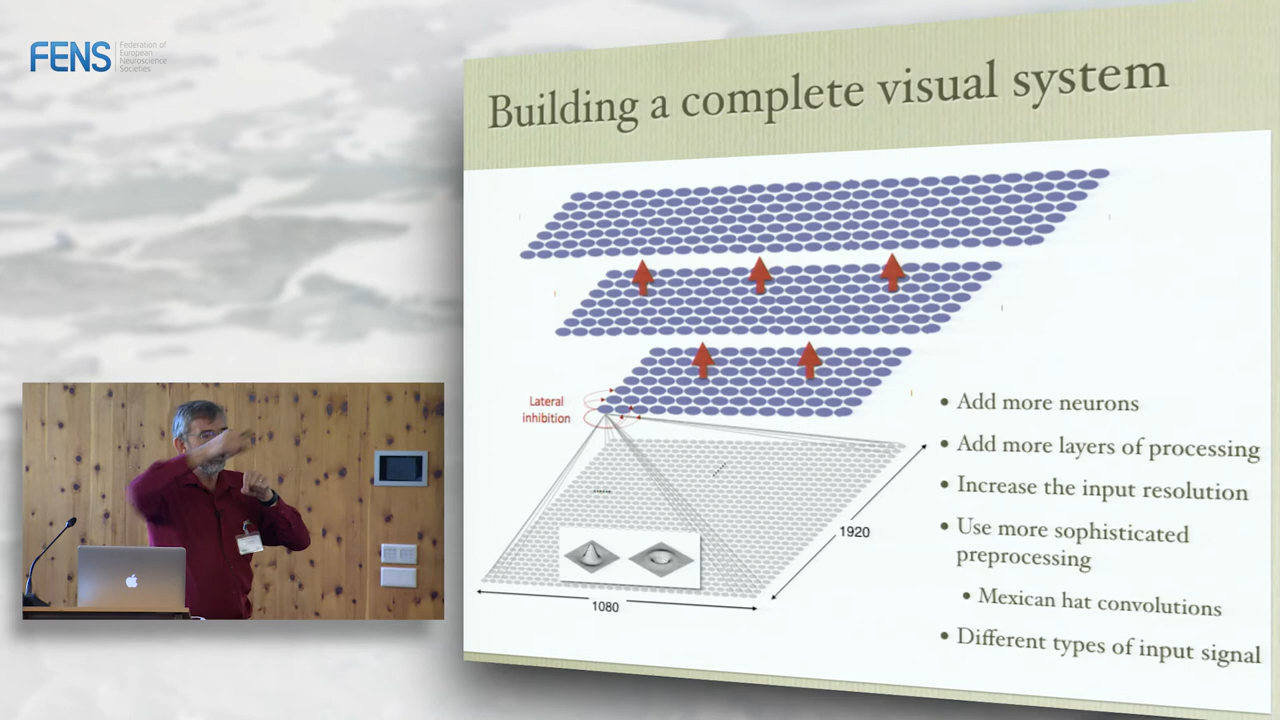 FENS
Federation of
European
Neuroscience
Societies
Building a complete visual system
Lateral
inhibition
1920
1080
• Add more neurons
• Add more layers of processing
• Increase the input resolution
• Use more sophisticated
preprocessing
• Mexican hat convolutions
• Different types of input signal